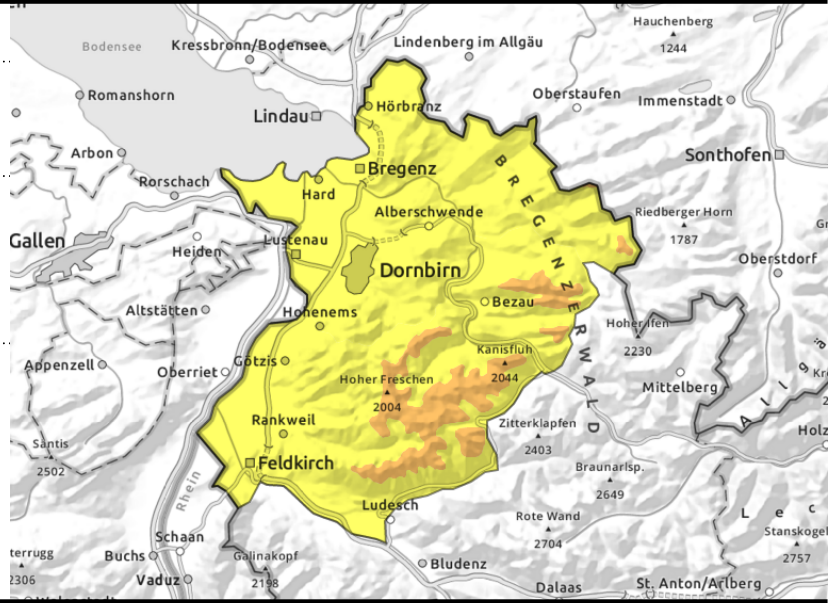 Hauchenberg
1244
Bodensee
Kressbronn/Bodensee
Lindenberg im Allgäu
Romanshorn
Hörbranz
Oberstaufen
Immenstadt
Lindau
Arbon
Bregenz
Sonthofen
Rorschach
Hard
BREGENZERWALD
Alberschwende
Riedberger Horn
1787
Gallen
Heiden
Lustenau
Dornbirn
Oberstdorf
Altstätten
Hohenems
Bezau
Hoher Ifen
2230
Appenzell
Oberriet
Götzis
Kanisfluh
2044
Hoher Freschen
2004
Mittelberg
Allgä
Rankweil
Zitterklapfen
2403
Holz
Säntis
2502
Feldkirch
Braunarlsp.
2649
Rhein
Ludesch
Rote Wand
2704
Lec
Stanskogel
2757
Schaan
Buchs
Galinakopf
2198
Bludenz
terrugg
2306
Vaduz
Dalaas
St. Anton/Arlberg